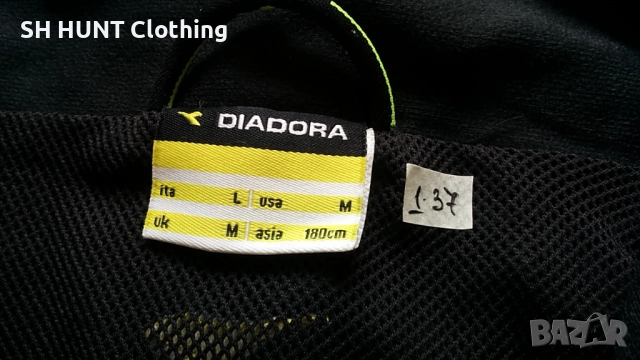 SH HUNT Clothing
DIADORA
ita L usa M
uk M asia 180cm
1.37
BAZAR